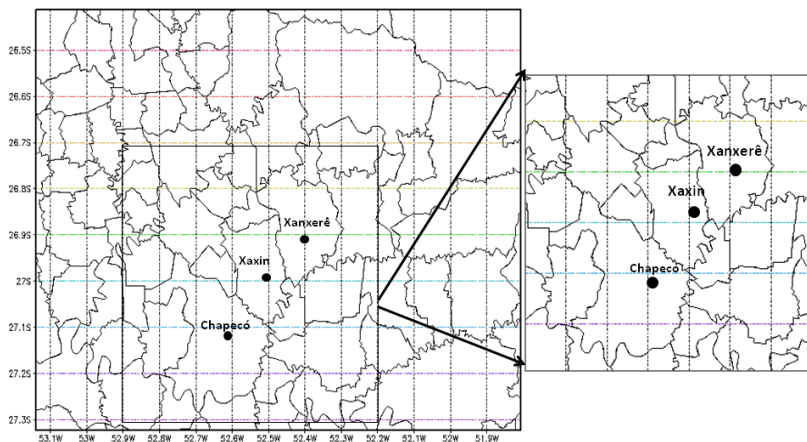 26.5S
26.6S
26.7S
26.8S
26.9S
27S
27.1S
27.2S
27.3S
Xanxerê
Xaxin
Chapecó
53.1W 53W 52.9W 52.8W 52.7W 52.6W 52.5W 52.4W 52.3W 52.2W 52.1W 52W 51.9W
Xanxerê
Xaxin
Chapecó